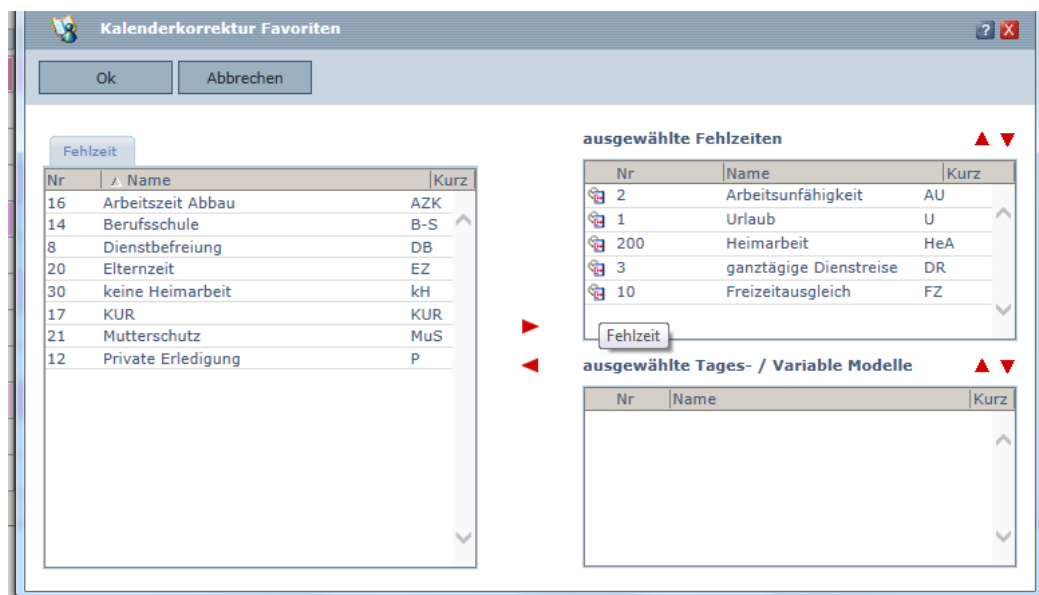 Kalenderkorrektur Favoriten
?
X
Ok Abbrechen
Fehlzeit
Nr Name Kurz
16 Arbeitszeit Abbau AZK
14 Berufsschule B-S
8 Dienstbefreiung DB
20 Elternzeit EZ
30 keine Heimarbeit kH
17 KUR KUR
21 Mutterschutz MuS
12 Private Erledigung P
ausgewählte Fehlzeiten
Nr Name Kurz
2 Arbeitsunfähigkeit AU
1 Urlaub U
200 Heimarbeit HeA
3 ganztägige Dienstreise DR
10 Freizeitausgleich FZ
Fehlzeit
ausgewählte Tages- / Variable Modelle
Nr Name Kurz